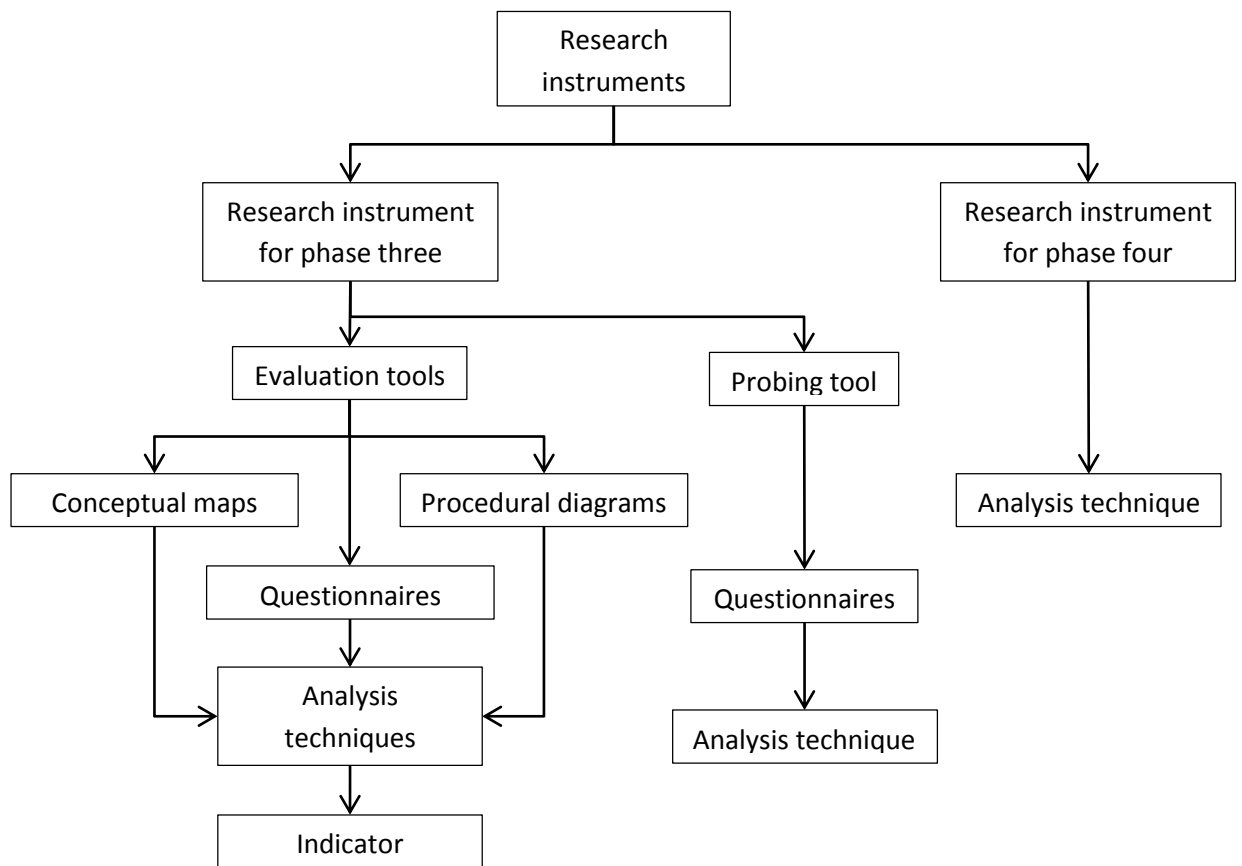 Research
instruments
Research instrument
for phase three
Research instrument
for phase four
Evaluation tools
Probing tool
Conceptual maps
Procedural diagrams
Analysis technique
Questionnaires
Questionnaires
Analysis
techniques
Analysis technique
Indicator